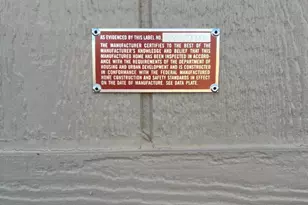 AS EVIDENCED BY THIS LABEL NO.
THE MANUFACTURER CERTIFIES TO THE BEST OF THE
MANUFACTURER'S KNOWLEDGE AND BELIEF THAT THIS
MANUFACTURED HOME HAS BEEN INSPECTED IN ACCORD-
ANCE WITH THE REQUIREMENTS OF THE DEPARTMENT OF
HOUSING AND URBAN DEVELOPMENT AND IS CONSTRUCTED
IN CONFORMANCE WITH THE FEDERAL MANUFACTURED
HOME CONSTRUCTION AND SAFETY STANDARDS IN EFFECT
ON THE DATE OF MANUFACTURE. SEE DATA PLATE.